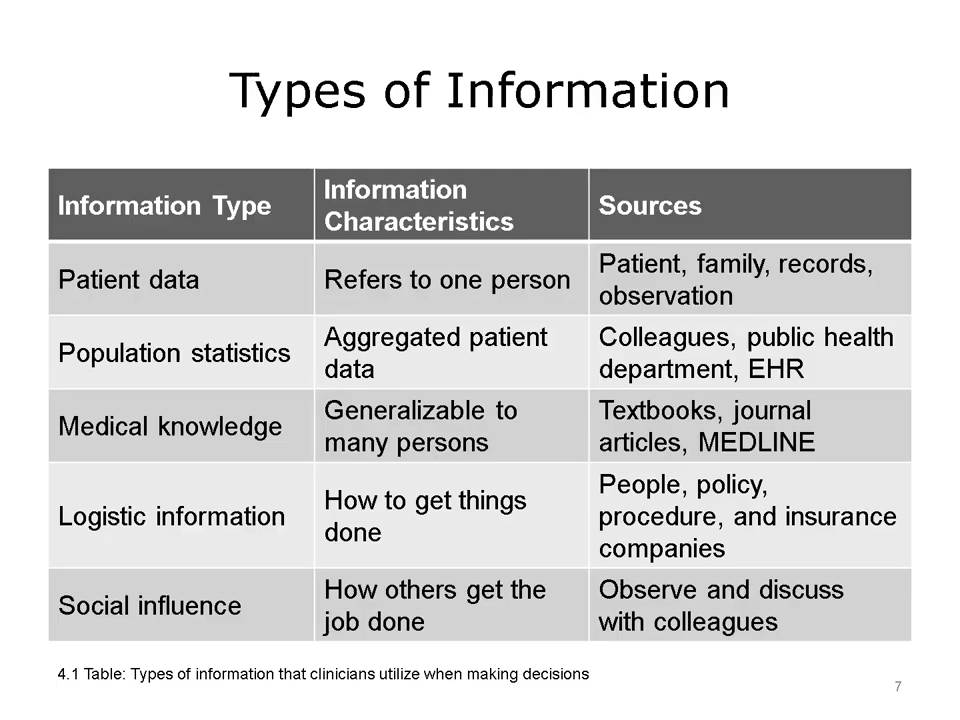 Types of Information
Information Type
Information
Characteristics
Sources
Patient data
Refers to one person
Patient, family, records,
observation
Population statistics
Aggregated patient
data
Colleagues, public health
department, EHR
Medical knowledge
Generalizable to
many persons
Textbooks, journal
articles, MEDLINE
Logistic information
How to get things
done
People, policy,
procedure, and insurance
companies
Social influence
How others get the
job done
Observe and discuss
with colleagues
4.1 Table: Types of information that clinicians utilize when making decisions
7